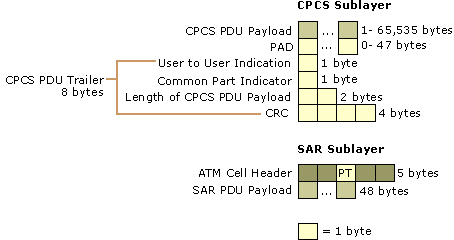 CPCS Sublayer
CPCS PDU Payload ... 1- 65,535 bytes
PAD ... 0- 47 bytes
User to User Indication 1 byte
Common Part Indicator 1 byte
CPCS PDU Trailer
8 bytes
Length of CPCS PDU Payload 2 bytes
CRC 4 bytes
SAR Sublayer
ATM Cell Header PT 5 bytes
SAR PDU Payload ... 48 bytes
= 1 byte